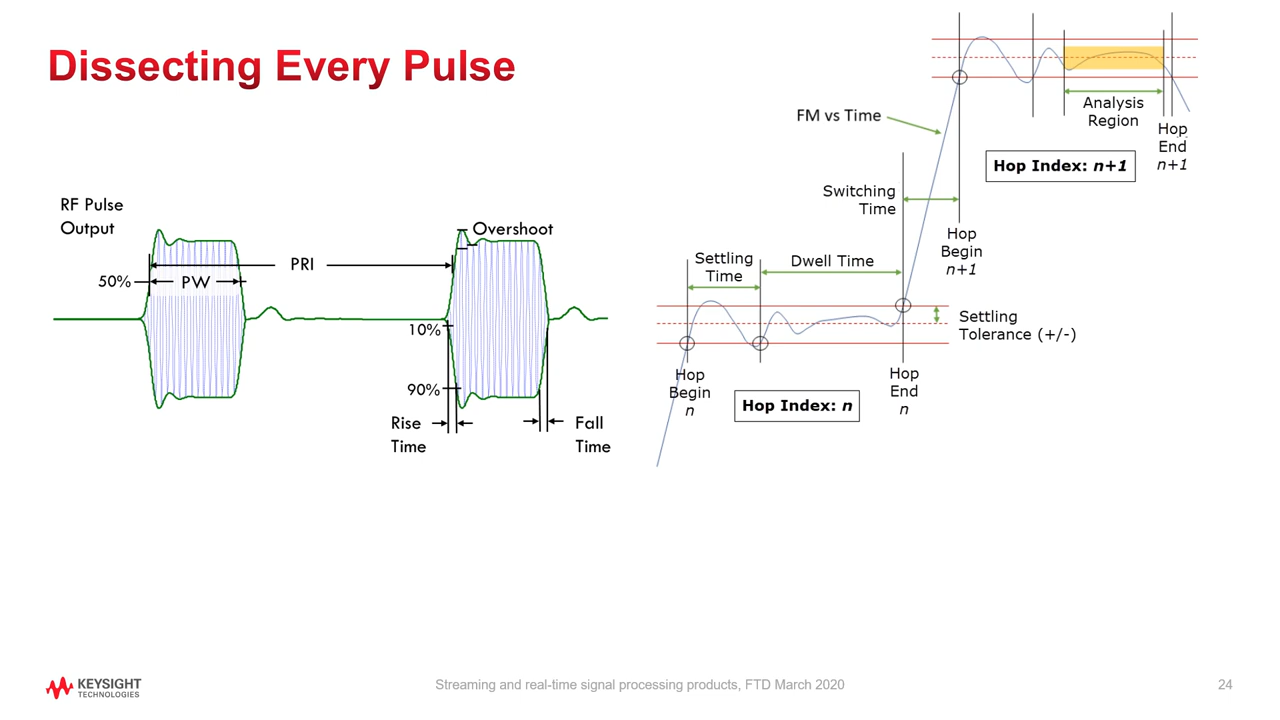 Dissecting Every Pulse
RF Pulse
Output
50%
PW
PRI
Overshoot
10%
90%
Rise
Time
Fall
Time
FM vs Time
Analysis
Region
Hop
End
n+1
Hop Index: n+1
Switching
Time
Hop
Begin
n+1
Settling
Time
Dwell Time
Settling
Tolerance (+/-)
Hop
Begin
n
Hop Index: n
Hop
End
n
KEYSIGHT
TECHNOLOGIES
Streaming and real-time signal processing products, FTD March 2020
24